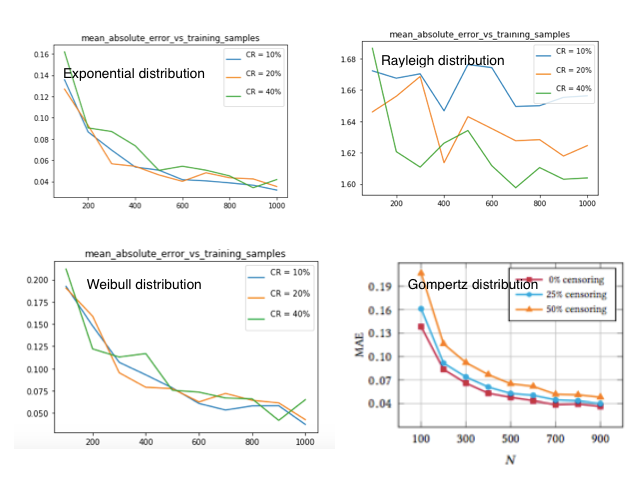 mean_absolute_error_vs_training_samples
0.16
0.14
0.12
0.10
0.08
0.06
0.04
Exponential distribution
CR = 10%
CR = 20%
CR = 40%
200
400
600
800
1000
mean_absolute_error_vs_training_samples
1.68
1.66
1.64
1.62
1.60
Rayleigh distribution
CR = 10%
CR = 20%
CR = 40%
200
400
600
800
1000
mean_absolute_error_vs_training_samples
0.200
0.175
0.150
0.125
0.100
0.075
0.050
Weibull distribution
CR = 10%
CR = 20%
CR = 40%
200
400
600
800
1000
MAE
0.19
0.16
0.13
0.10
0.07
0.04
Gompertz distribution
0% censoring
25% censoring
50% censoring
100
300
500
700
900
N